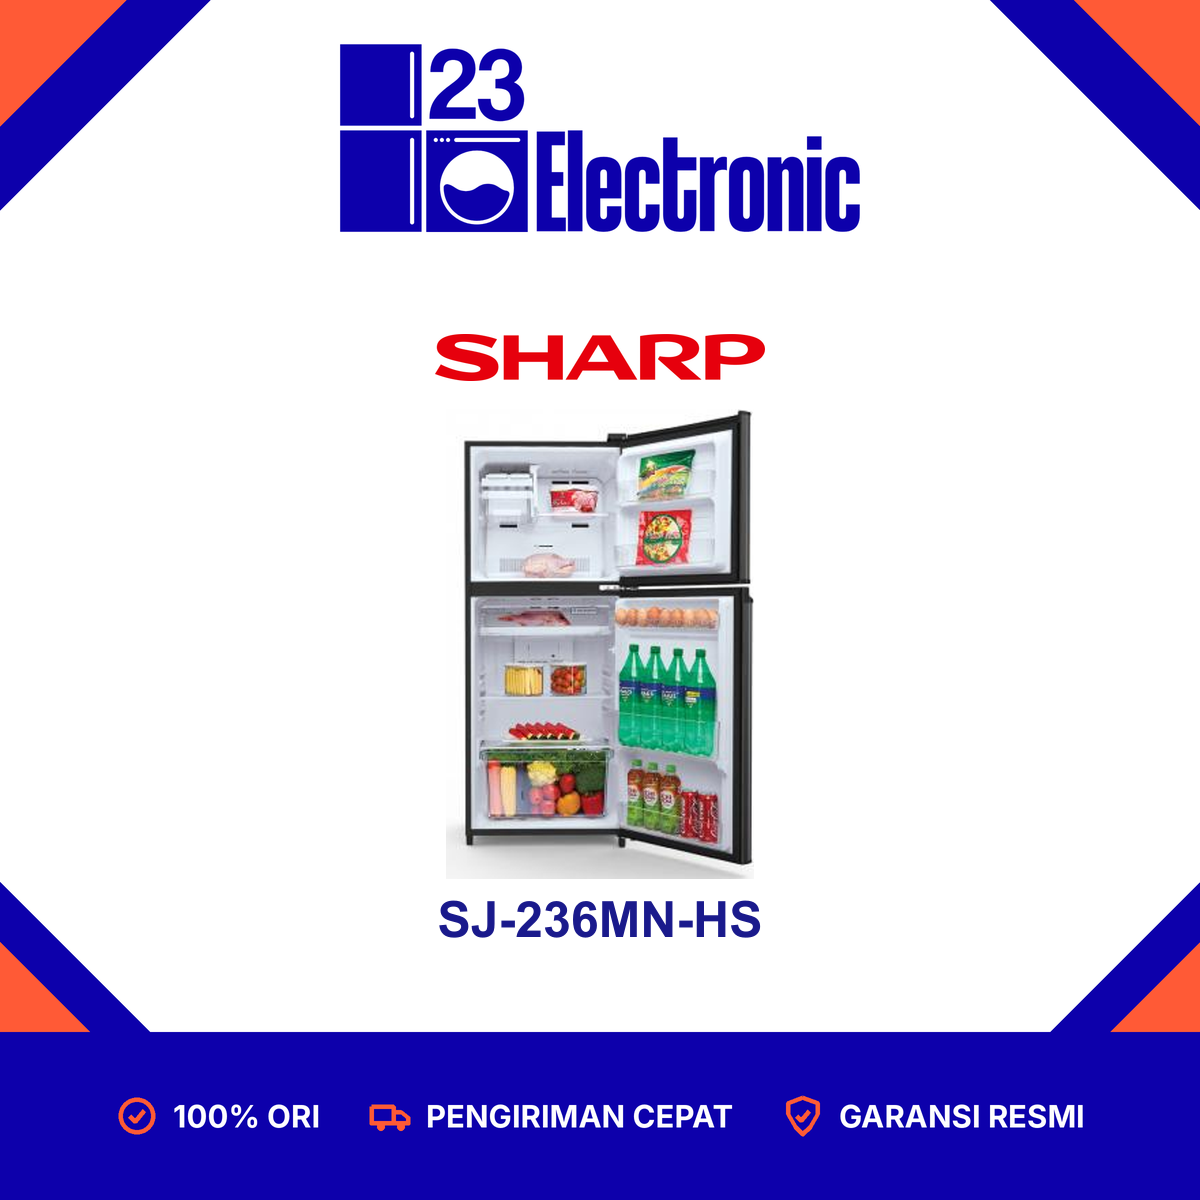 23
Electronic
SHARP
SJ-236MN-HS
100% ORI
PENGIRIMAN CEPAT
GARANSI RESMI